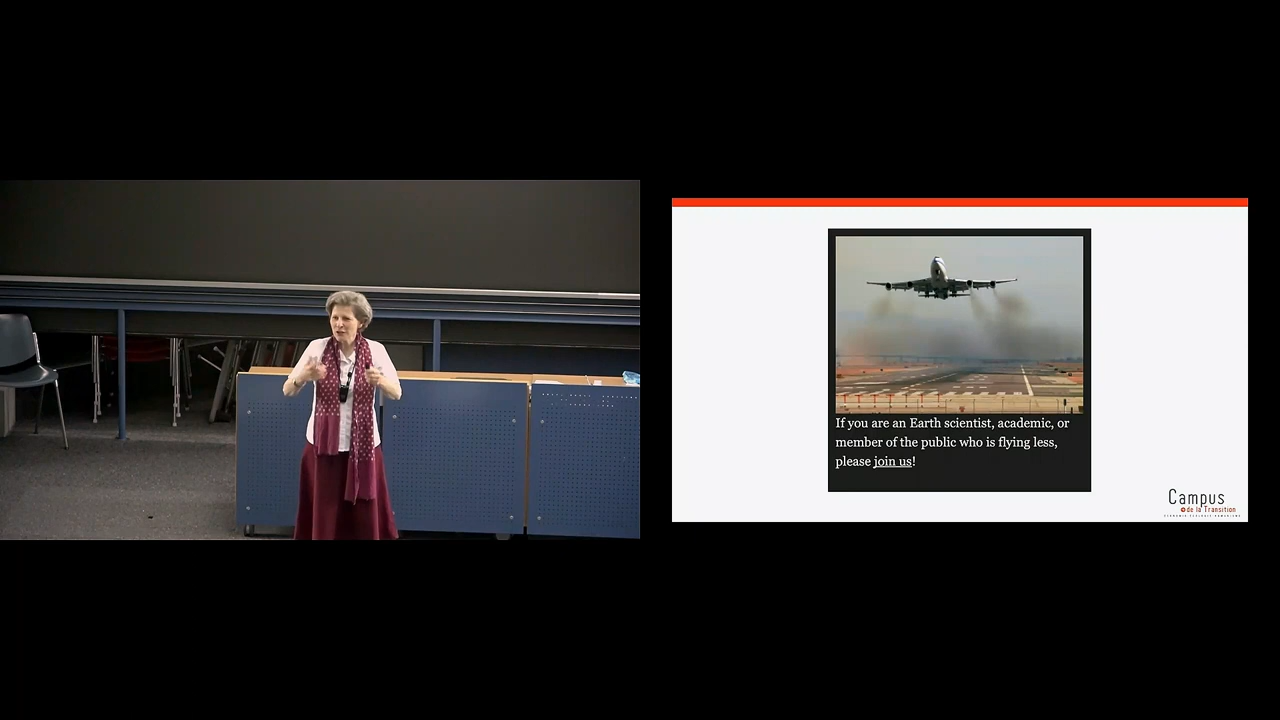 If you are an Earth scientist, academic, or
member of the public who is flying less,
please join us!
Campus
de la Transition